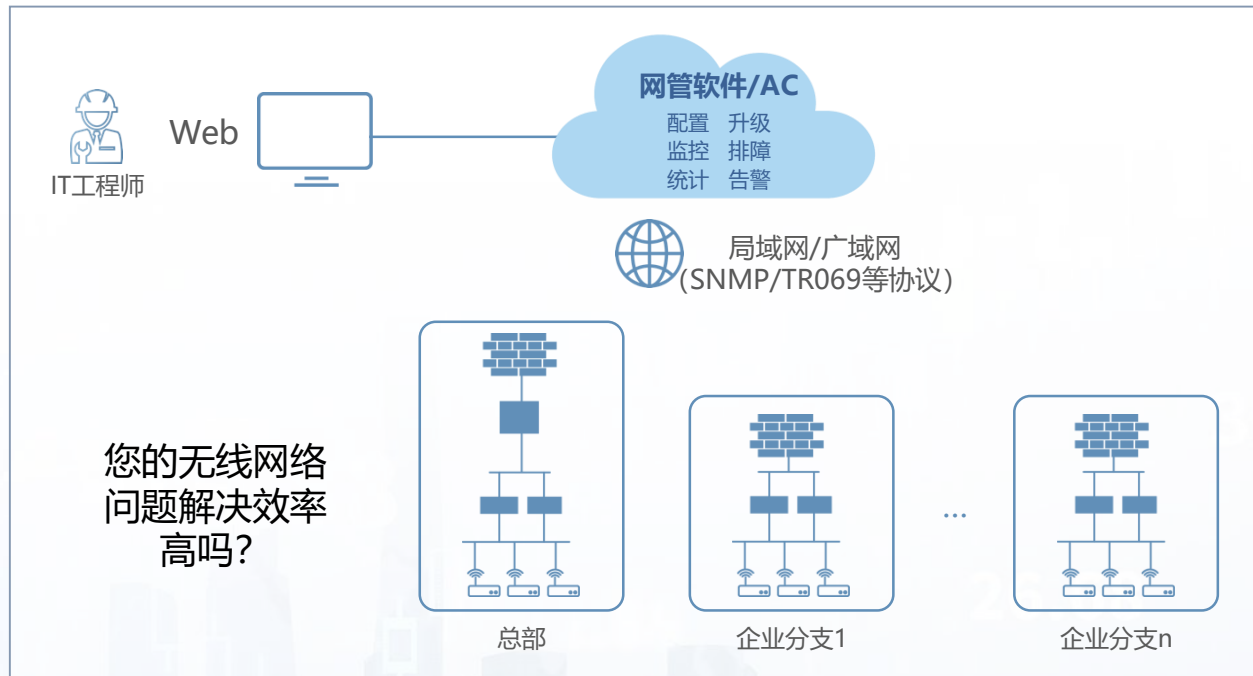 网管软件/AC
配置 升级
监控 排障
统计 告警
Web
IT工程师
局域网/广域网
(SNMP/TR069等协议)
您的无线网络
问题解决效率
高吗?
...
总部
企业分支1
企业分支n